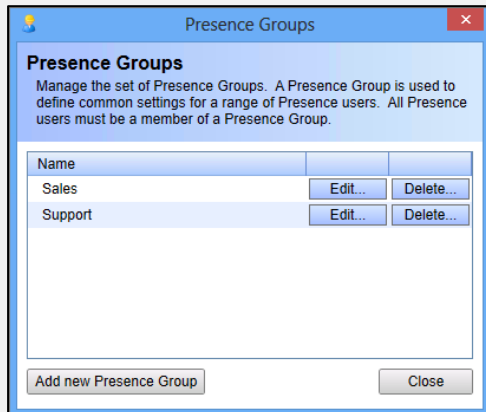 Presence Groups
Presence Groups
Manage the set of Presence Groups. A Presence Group is used to
define common settings for a range of Presence users. All Presence
users must be a member of a Presence Group.
Name
Sales Edit... Delete...
Support Edit... Delete...
Add new Presence Group Close